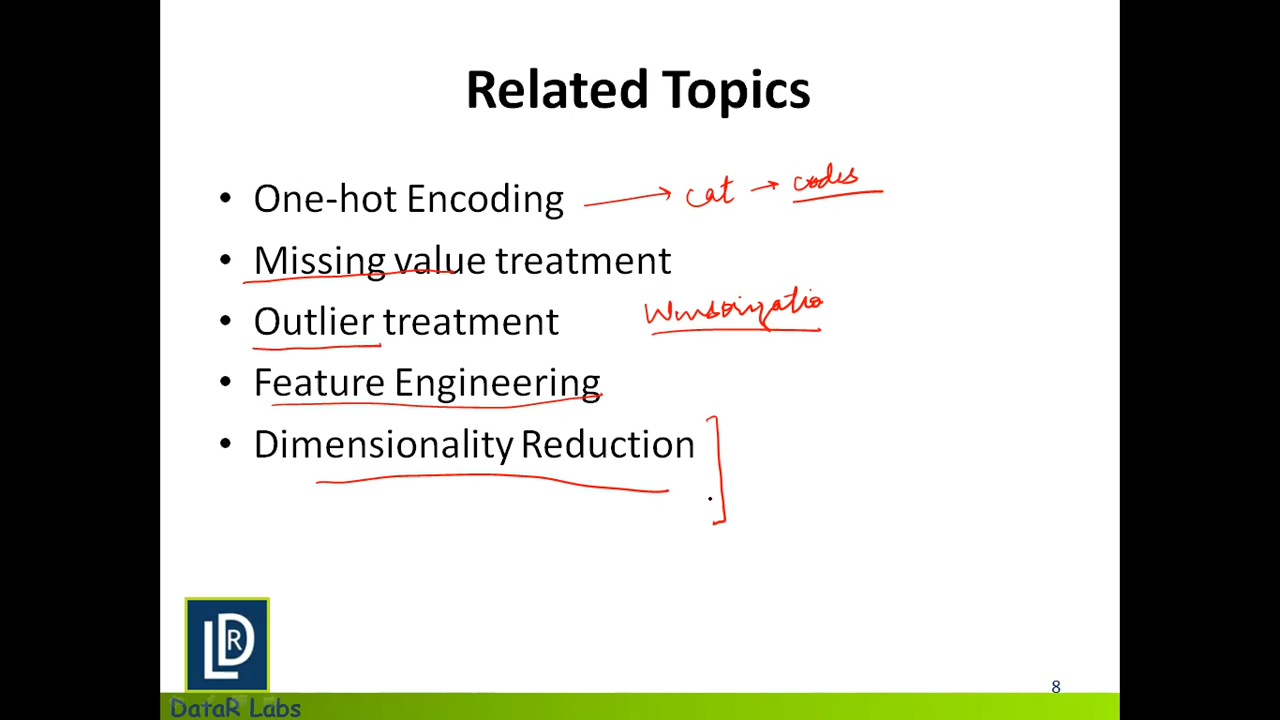 Related Topics
• One-hot Encoding → cat → codes
• Missing value treatment
• Outlier treatment Winsorization
• Feature Engineering
• Dimensionality Reduction
LDR
8
DataR Labs